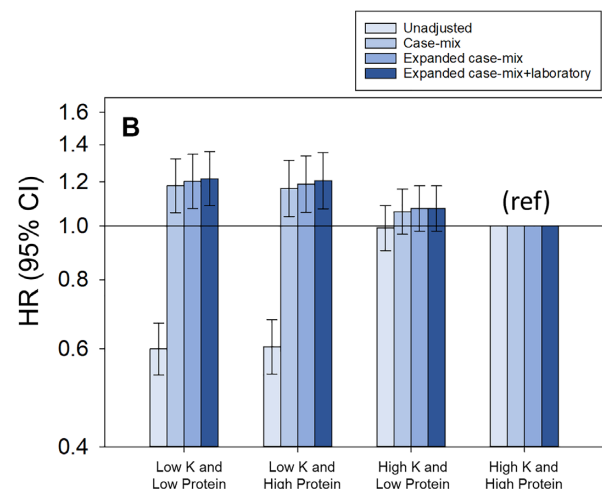 Unadjusted
Case-mix
Expanded case-mix
Expanded case-mix+laboratory
B
HR (95% CI)
1.6
1.4
1.2
1.0
0.8
0.6
0.4
(ref)
Low K and
Low Protein
Low K and
High Protein
High K and
Low Protein
High K and
High Protein